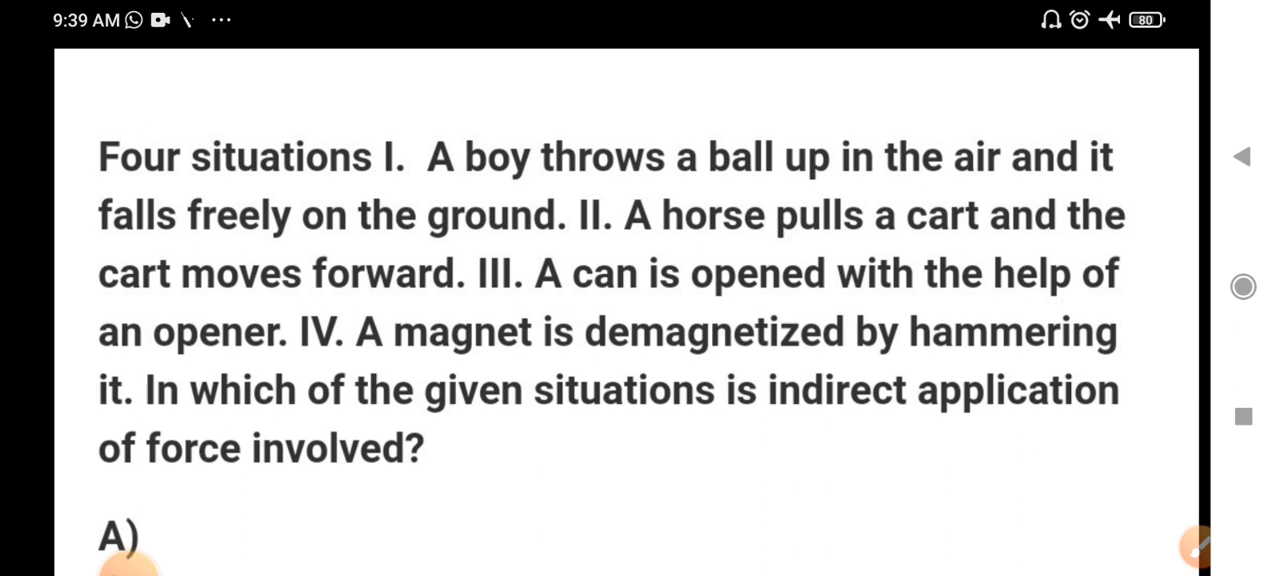 9:39 AM
80
Four situations I. A boy throws a ball up in the air and it
falls freely on the ground. II. A horse pulls a cart and the
cart moves forward. III. A can is opened with the help of
an opener. IV. A magnet is demagnetized by hammering
it. In which of the given situations is indirect application
of force involved?
A)